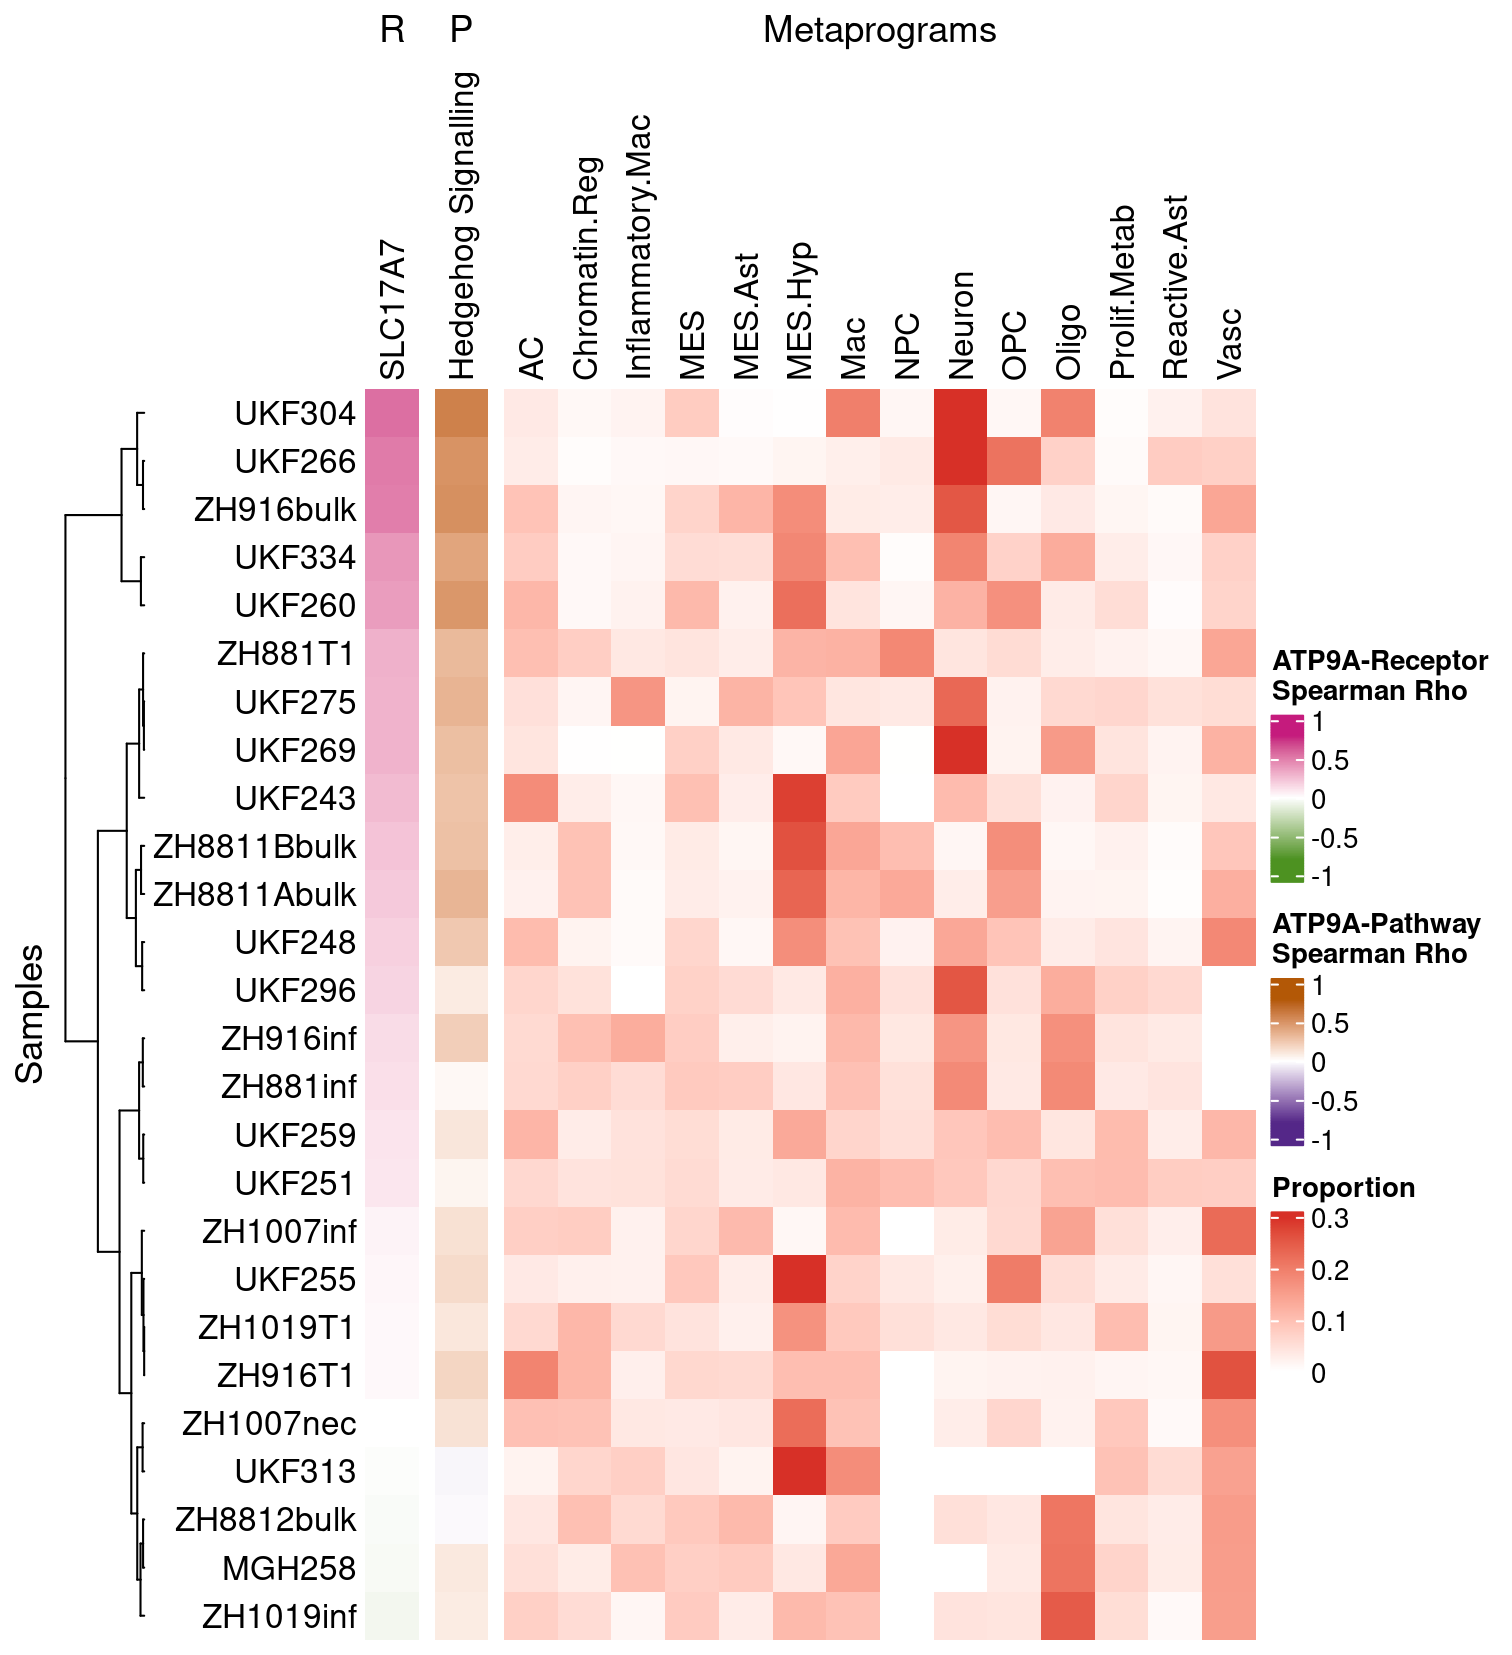 R P Metaprograms
SLC17A7
Hedgehog Signalling
AC
Chromatin.Reg
Inflammatory.Mac
MES
MES.Ast
MES.Hyp
Mac
NPC
Neuron
OPC
Oligo
Prolif.Metab
Reactive.Ast
Vasc
Samples
UKF304
UKF266
ZH916bulk
UKF334
UKF260
ZH881T1
UKF275
UKF269
UKF243
ZH8811Bbulk
ZH8811Abulk
UKF248
UKF296
ZH916inf
ZH881inf
UKF259
UKF251
ZH1007inf
UKF255
ZH1019T1
ZH916T1
ZH1007nec
UKF313
ZH8812bulk
MGH258
ZH1019inf
ATP9A-Receptor
Spearman Rho
1
0.5
0
-0.5
-1
ATP9A-Pathway
Spearman Rho
1
0.5
0
-0.5
-1
Proportion
0.3
0.2
0.1
0